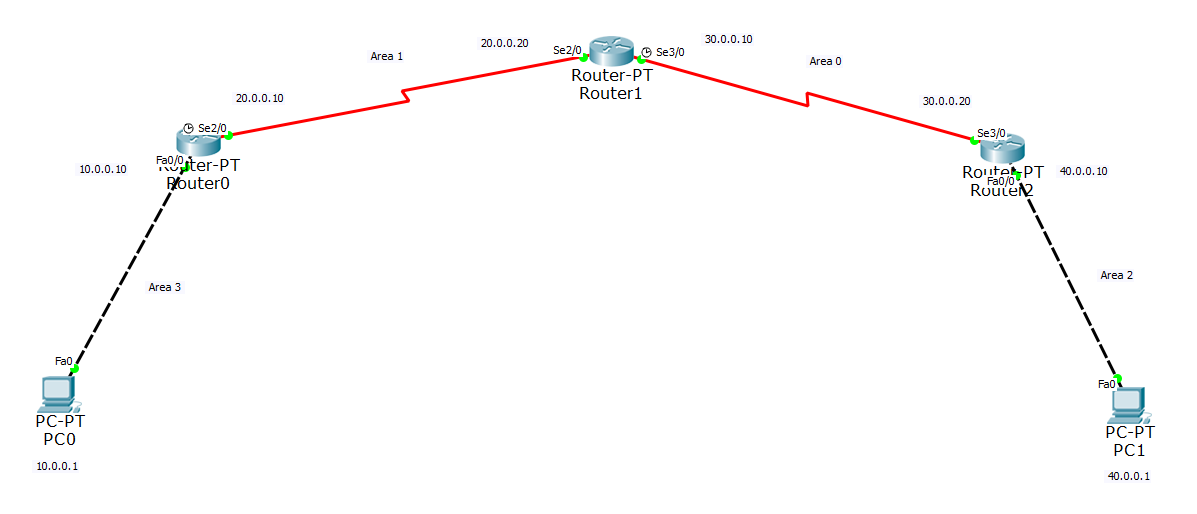 Area 1
20.0.0.20
Se2/0
Se3/0
30.0.0.10
Area 0
Router-PT
Router1
20.0.0.10
Se2/0
30.0.0.20
Se3/0
10.0.0.10
Fa0/0
Router-PT
Router0
Router-PT
40.0.0.10
Fa0/0
Router2
Area 3
Area 2
Fa0
PC-PT
PC0
10.0.0.1
Fa0
PC-PT
PC1
40.0.0.1